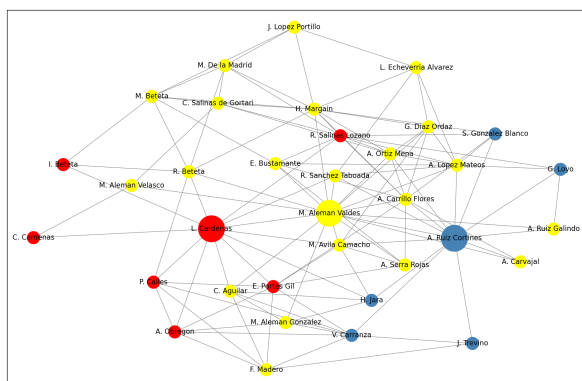 J. Lopez Portillo
M. De la Madrid
L. Echeverria Alvarez
M. Beteta
C. Salinas de Gortari
H. Margain
G. Diaz Ordaz
R. Salinas Lozano
S. Gonzalez Blanco
A. Ortiz Mena
I. Beteta
E. Bustamante
A. Lopez Mateos
G. Loyo
R. Beteta
R. Sanchez Taboada
M. Aleman Velasco
A. Carrillo Flores
L. Cardenas
M. Aleman Valdes
A. Ruiz Galindo
C. Cardenas
A. Ruiz Cortines
M. Avila Camacho
A. Serra Rojas
A. Carvajal
P. Calles
E. Portes Gil
C. Aguilar
H. Jara
M. Aleman Gonzalez
A. Obregon
V. Carranza
J. Trevino
F. Madero